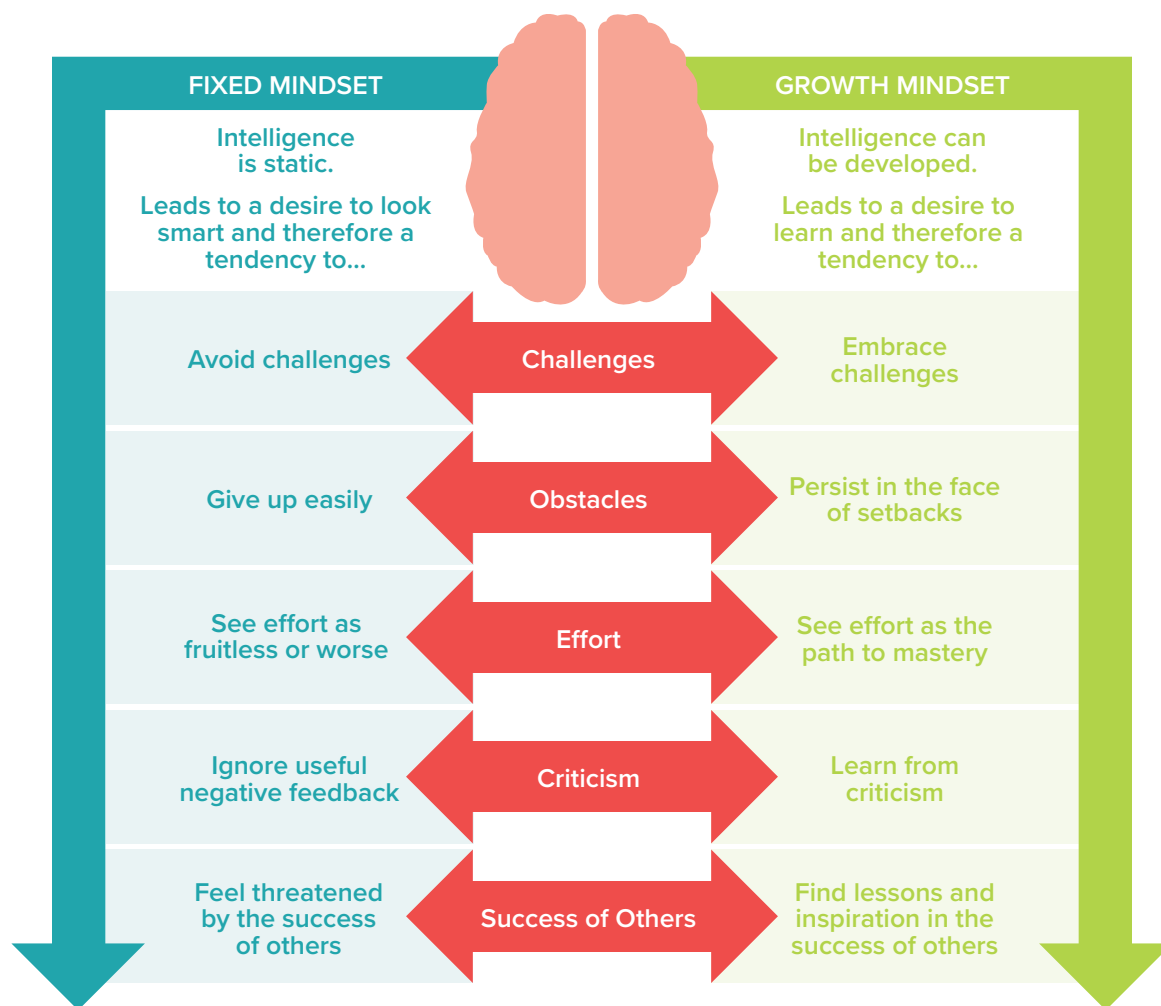 FIXED MINDSET
GROWTH MINDSET
Intelligence
is static.
Leads to a desire to look
smart and therefore a
tendency to...
Intelligence can
be developed.
Leads to a desire to
learn and therefore a
tendency to...
Avoid challenges
Challenges
Embrace
challenges
Give up easily
Obstacles
Persist in the face
of setbacks
See effort as
fruitless or worse
Effort
See effort as the
path to mastery
Ignore useful
negative feedback
Criticism
Learn from
criticism
Feel threatened
by the success
of others
Success of Others
Find lessons and
inspiration in the
success of others